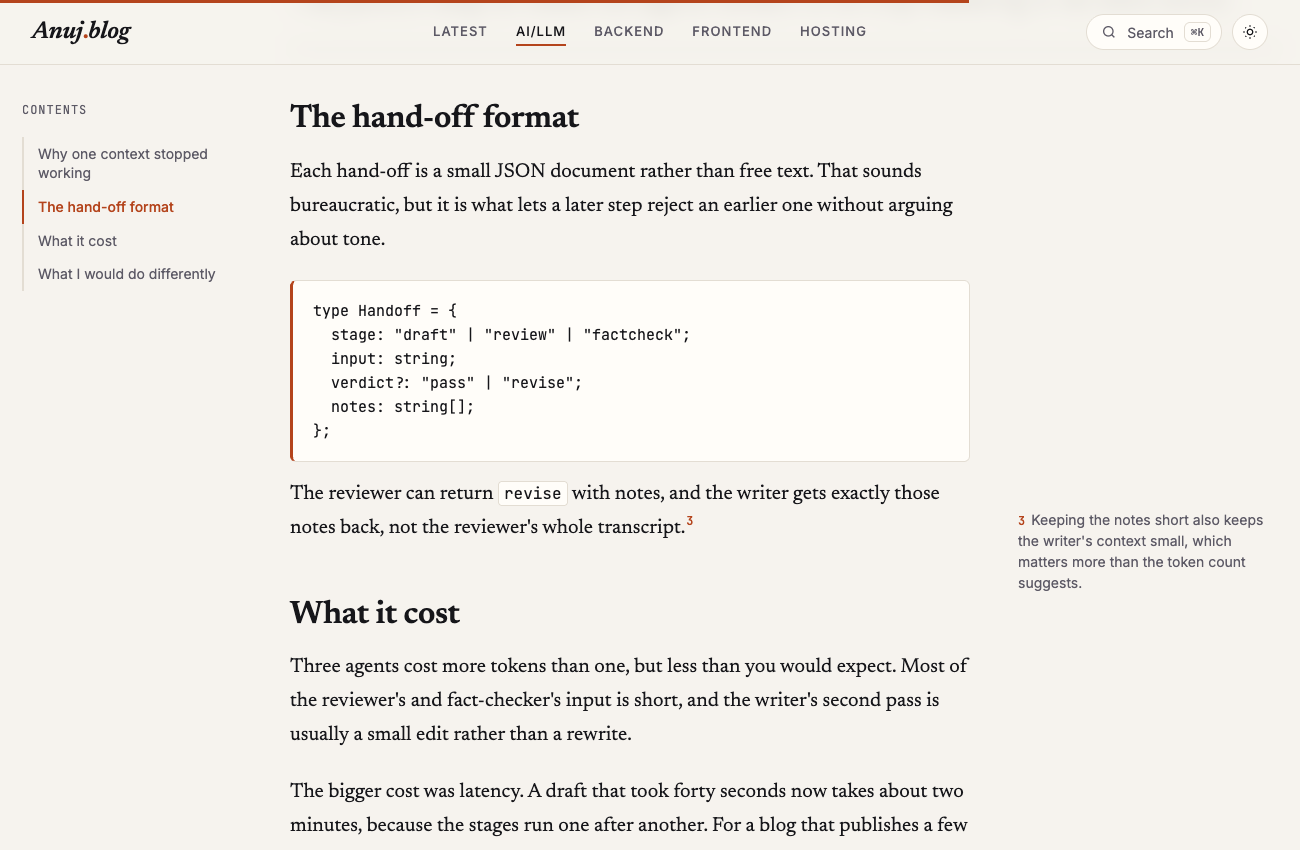 Anuj.blog
LATEST
AI/LLM
BACKEND
FRONTEND
HOSTING
Search ⌘K
CONTENTS
Why one context stopped
working
The hand-off format
What it cost
What I would do differently
The hand-off format
Each hand-off is a small JSON document rather than free text. That sounds
bureaucratic, but it is what lets a later step reject an earlier one without arguing
about tone.
type Handoff = {
  stage: "draft" | "review" | "factcheck";
  input: string;
  verdict?: "pass" | "revise";
  notes: string[];
};
The reviewer can return revise with notes, and the writer gets exactly those
notes back, not the reviewer's whole transcript.3
3 Keeping the notes short also keeps
the writer's context small, which
matters more than the token count
suggests.
What it cost
Three agents cost more tokens than one, but less than you would expect. Most of
the reviewer's and fact-checker's input is short, and the writer's second pass is
usually a small edit rather than a rewrite.
The bigger cost was latency. A draft that took forty seconds now takes about two
minutes, because the stages run one after another. For a blog that publishes a few